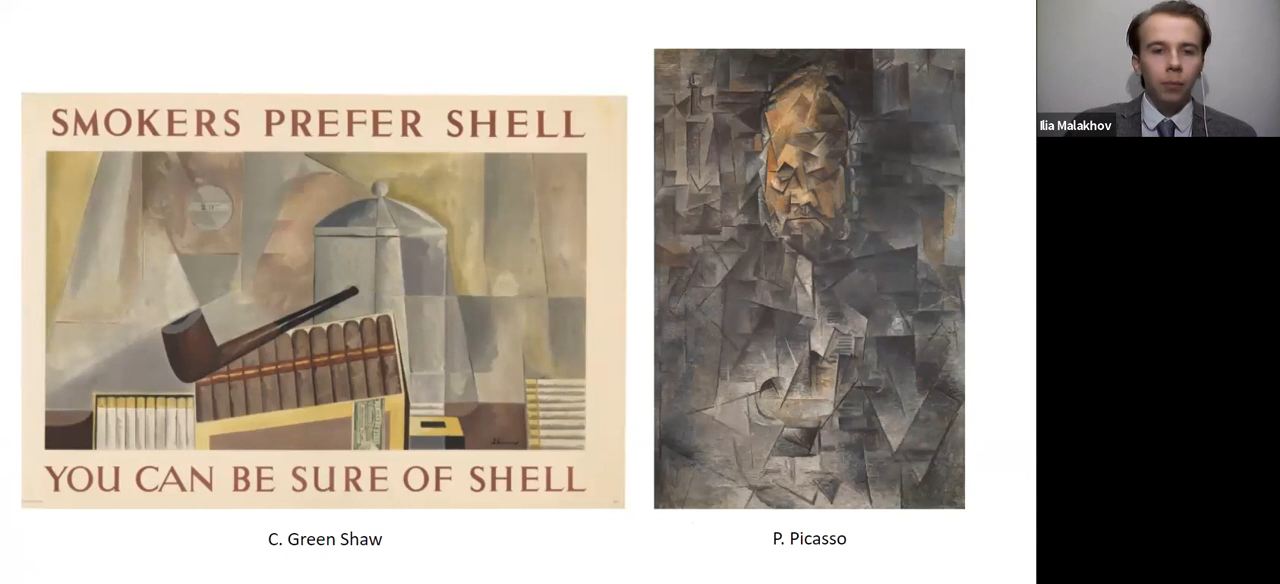 SMOKERS PREFER SHELL
YOU CAN BE SURE OF SHELL
C. Green Shaw
P. Picasso
Ilia Malakhov